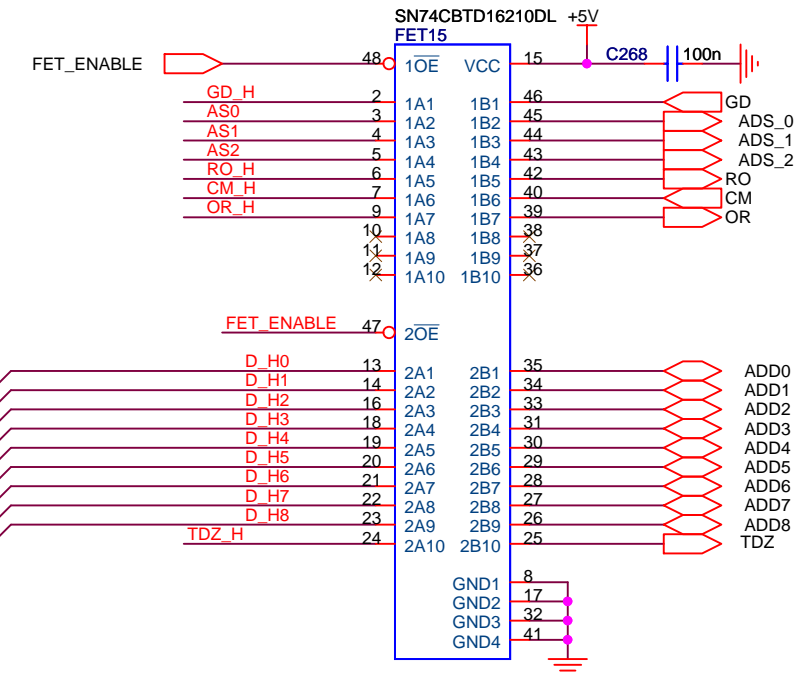 SN74CBTD16210DL +5V
FET15
FET_ENABLE 48 1OE VCC 15 C268 100n
GD_H 2 1A1 1B1 46 GD
AS0 3 1A2 1B2 45 ADS_0
AS1 4 1A3 1B3 44 ADS_1
AS2 5 1A4 1B4 43 ADS_2
RO_H 6 1A5 1B5 42 RO
CM_H 7 1A6 1B6 40 CM
OR_H 9 1A7 1B7 39 OR
10 1A8 1B8 38
11 1A9 1B9 37
12 1A10 1B10 36
FET_ENABLE 47 2OE
D_H0 13 2A1 2B1 35 ADD0
D_H1 14 2A2 2B2 34 ADD1
D_H2 16 2A3 2B3 33 ADD2
D_H3 18 2A4 2B4 31 ADD3
D_H4 19 2A5 2B5 30 ADD4
D_H5 20 2A6 2B6 29 ADD5
D_H6 21 2A7 2B7 28 ADD6
D_H7 22 2A8 2B8 27 ADD7
D_H8 23 2A9 2B9 26 ADD8
TDZ_H 24 2A10 2B10 25 TDZ
GND1 8
GND2 17
GND3 32
GND4 41